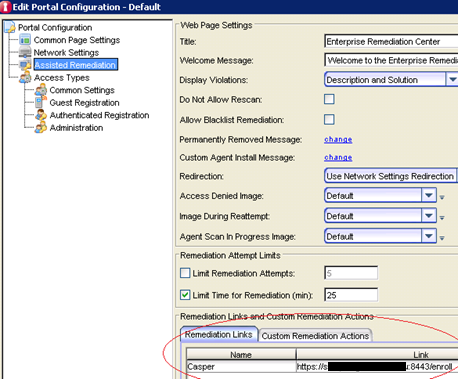 Edit Portal Configuration - Default
Portal Configuration
Common Page Settings
Network Settings
Assisted Remediation
Access Types
Common Settings
Guest Registration
Authenticated Registration
Administration
Web Page Settings
Title: Enterprise Remediation Center
Welcome Message: Welcome to the Enterprise Remedi
Display Violations: Description and Solution
Do Not Allow Rescan:
Allow Blacklist Remediation:
Permanently Removed Message: change
Custom Agent Install Message: change
Redirection: Use Network Settings Redirection
Access Denied Image: Default
Image During Reattempt: Default
Agent Scan In Progress Image: Default
Remediation Attempt Limits
Limit Remediation Attempts: 5
Limit Time for Remediation (min): 25
Remediation Links and Custom Remediation Actions
Remediation Links Custom Remediation Actions
Name Link
Casper https://s u:8443/enroll